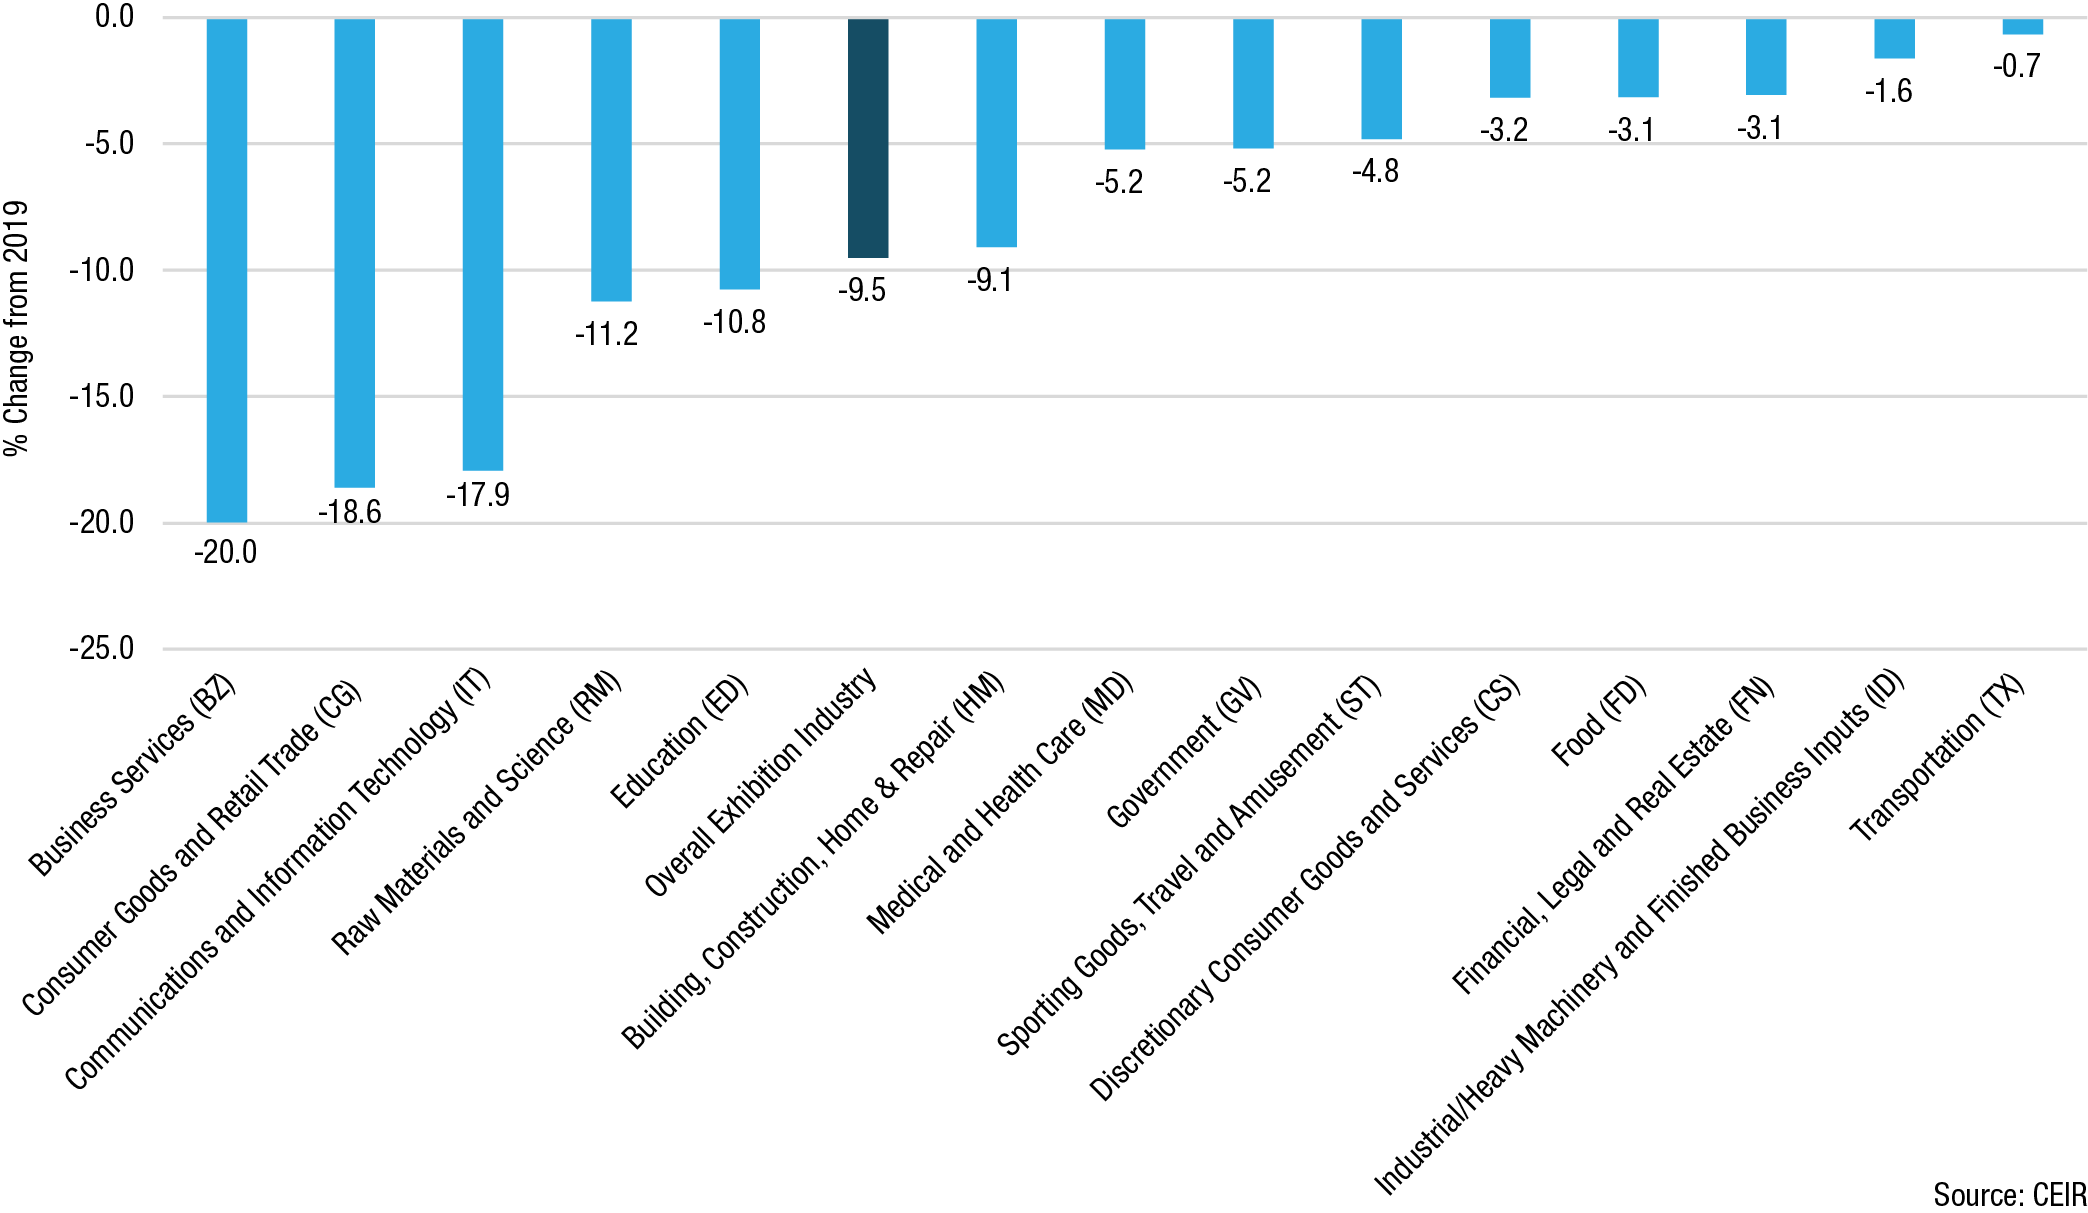 0.0
-5.0
-10.0
-15.0
-20.0
-25.0
% Change from 2019
-20.0
-18.6
-17.9
-11.2
-10.8
-9.5
-9.1
-5.2
-5.2
-4.8
-3.2
-3.1
-3.1
-1.6
-0.7
Business Services (BZ)
Consumer Goods and Retail Trade (CG)
Communications and Information Technology (IT)
Raw Materials and Science (RM)
Education (ED)
Overall Exhibition Industry
Building, Construction, Home & Repair (HM)
Medical and Health Care (MD)
Government (GV)
Sporting Goods, Travel and Amusement (ST)
Discretionary Consumer Goods and Services (CS)
Food (FD)
Financial, Legal and Real Estate (FN)
Industrial/Heavy Machinery and Finished Business Inputs (ID)
Transportation (TX)
Source: CEIR